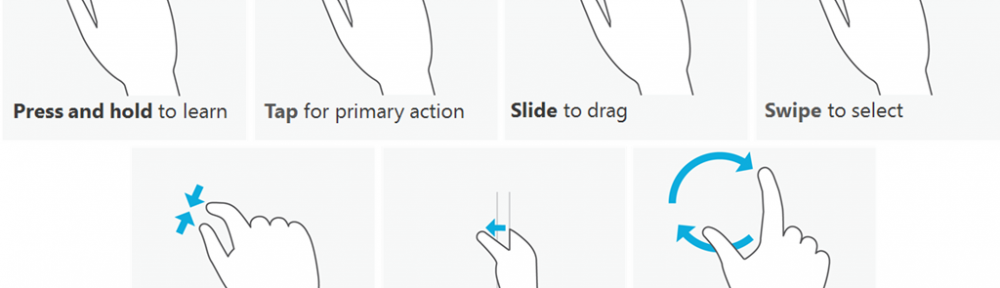 Press and hold to learn
Tap for primary action
Slide to drag
Swipe to select